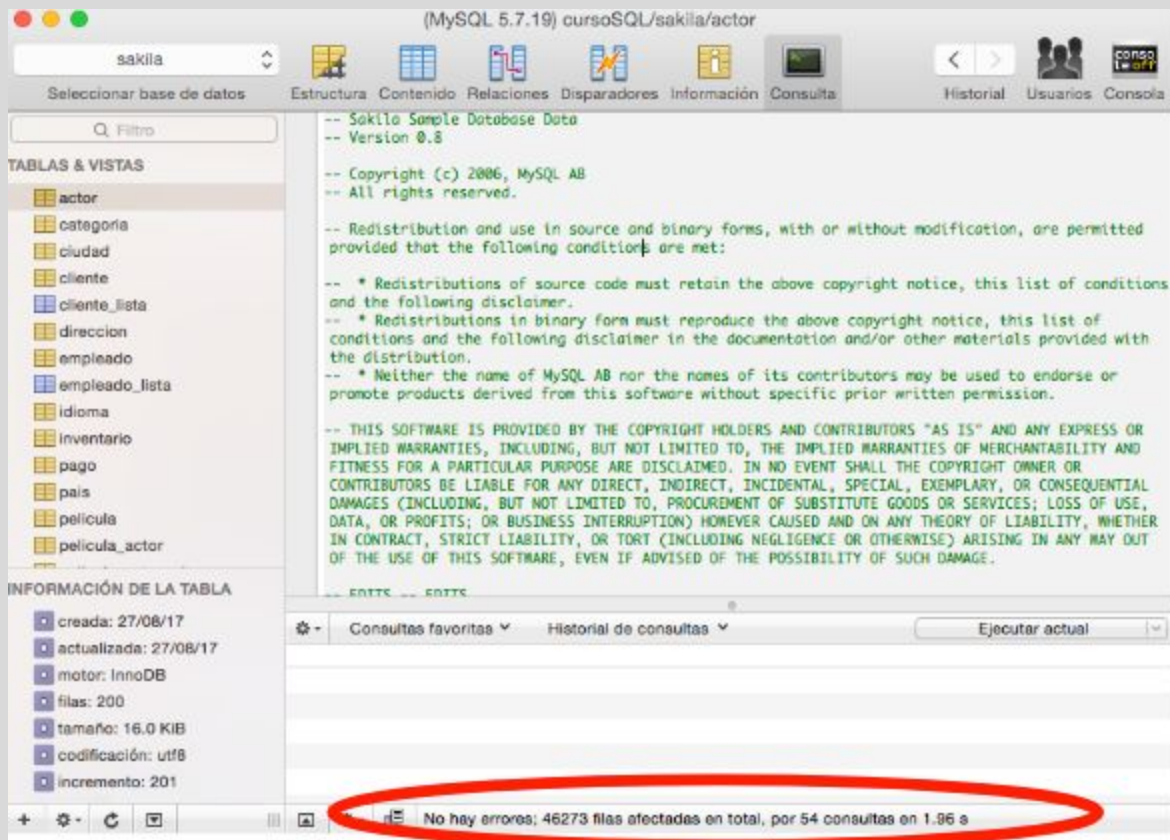 (MySQL 5.7.19) cursoSQL/sakila/actor
sakila
Seleccionar base de datos
Estructura Contenido Relaciones Disparadores Información Consulta
Historial Usuarios Consola
conso
off
Filtro
TABLAS & VISTAS
actor
categoria
ciudad
cliente
cliente_lista
direccion
empleado
empleado_lista
idioma
inventario
pago
pais
pelicula
pelicula_actor
INFORMACIÓN DE LA TABLA
creada: 27/08/17
actualizada: 27/08/17
motor: InnoDB
filas: 200
tamaño: 16.0 KiB
codificación: utf8
incremento: 201
-- Sakila Sample Database Data
-- Version 0.8
-- Copyright (c) 2006, MySQL AB
-- All rights reserved.
-- Redistribution and use in source and binary forms, with or without modification, are permitted
provided that the following conditions are met:
-- * Redistributions of source code must retain the above copyright notice, this list of conditions
and the following disclaimer.
-- * Redistributions in binary form must reproduce the above copyright notice, this list of
conditions and the following disclaimer in the documentation and/or other materials provided with
the distribution.
-- * Neither the name of MySQL AB nor the names of its contributors may be used to endorse or
promote products derived from this software without specific prior written permission.
-- THIS SOFTWARE IS PROVIDED BY THE COPYRIGHT HOLDERS AND CONTRIBUTORS "AS IS" AND ANY EXPRESS OR
IMPLIED WARRANTIES, INCLUDING, BUT NOT LIMITED TO, THE IMPLIED WARRANTIES OF MERCHANTABILITY AND
FITNESS FOR A PARTICULAR PURPOSE ARE DISCLAIMED. IN NO EVENT SHALL THE COPYRIGHT OWNER OR
CONTRIBUTORS BE LIABLE FOR ANY DIRECT, INDIRECT, INCIDENTAL, SPECIAL, EXEMPLARY, OR CONSEQUENTIAL
DAMAGES (INCLUDING, BUT NOT LIMITED TO, PROCUREMENT OF SUBSTITUTE GOODS OR SERVICES; LOSS OF USE,
DATA, OR PROFITS; OR BUSINESS INTERRUPTION) HOWEVER CAUSED AND ON ANY THEORY OF LIABILITY, WHETHER
IN CONTRACT, STRICT LIABILITY, OR TORT (INCLUDING NEGLIGENCE OR OTHERWISE) ARISING IN ANY WAY OUT
OF THE USE OF THIS SOFTWARE, EVEN IF ADVISED OF THE POSSIBILITY OF SUCH DAMAGE.
-- EDITS -- EDITS
Consultas favoritas Historial de consultas Ejecutar actual
No hay errores; 46273 filas afectadas en total, por 54 consultas en 1.96 s